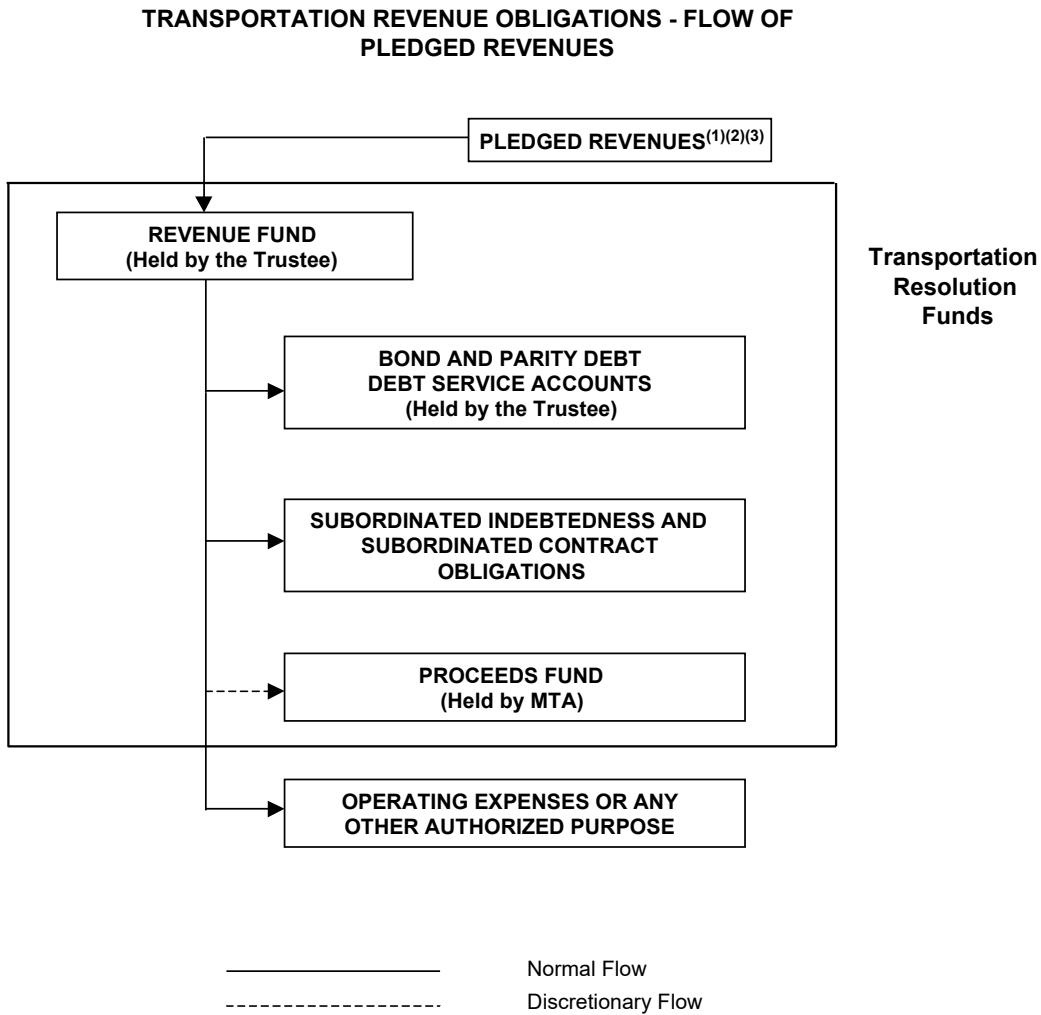 TRANSPORTATION REVENUE OBLIGATIONS - FLOW OF
PLEDGED REVENUES
PLEDGED REVENUES(1)(2)(3)
REVENUE FUND
(Held by the Trustee)
Transportation
Resolution
Funds
BOND AND PARITY DEBT
DEBT SERVICE ACCOUNTS
(Held by the Trustee)
SUBORDINATED INDEBTEDNESS AND
SUBORDINATED CONTRACT
OBLIGATIONS
PROCEEDS FUND
(Held by MTA)
OPERATING EXPENSES OR ANY
OTHER AUTHORIZED PURPOSE
Normal Flow
Discretionary Flow